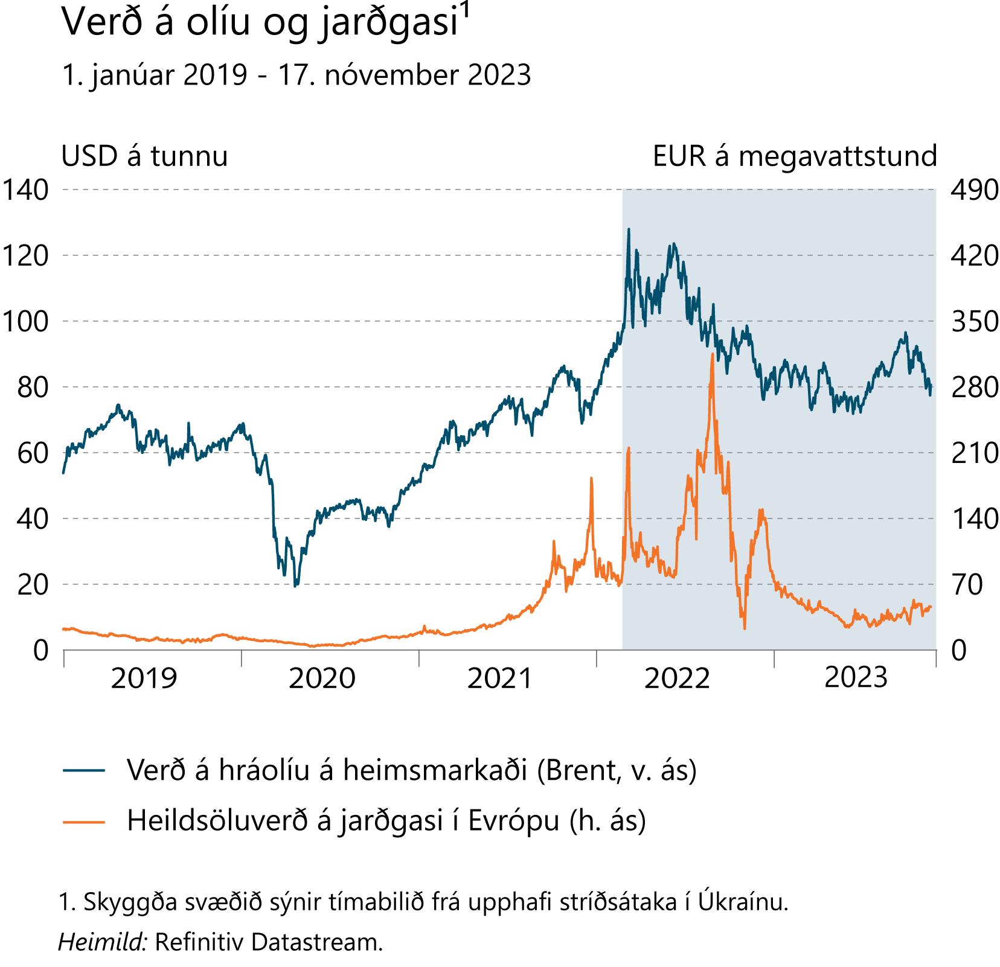 Verð á olíu og jarðgasi¹
1. janúar 2019 - 17. nóvember 2023
USD á tunnu EUR á megavattstund
140 490
120 420
100 350
80 280
60 210
40 140
20 70
0 0
2019 2020 2021 2022 2023
Verð á hráolíu á heimsmarkaði (Brent, v. ás)
Heildsöluverð á jarðgasi í Evrópu (h. ás)
1. Skyggða svæðið sýnir tímabilið frá upphafi stríðsátaka í Úkraínu.
Heimild: Refinitiv Datastream.